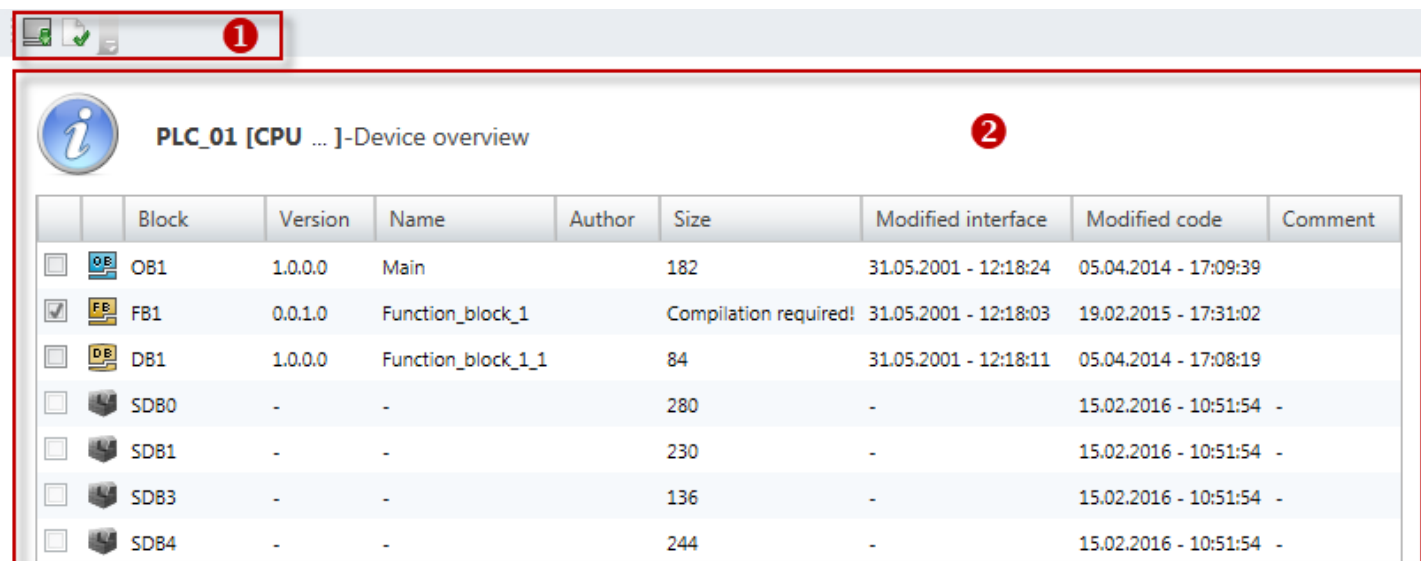 1
i
PLC_01 [CPU ... ]-Device overview
2
Block Version Name Author Size Modified interface Modified code Comment
OB OB1 1.0.0.0 Main 182 31.05.2001 - 12:18:24 05.04.2014 - 17:09:39
FB FB1 0.0.1.0 Function_block_1 Compilation required! 31.05.2001 - 12:18:03 19.02.2015 - 17:31:02
DB DB1 1.0.0.0 Function_block_1_1 84 31.05.2001 - 12:18:11 05.04.2014 - 17:08:19
SDB0 - - 280 - 15.02.2016 - 10:51:54 -
SDB1 - - 230 - 15.02.2016 - 10:51:54 -
SDB3 - - 136 - 15.02.2016 - 10:51:54 -
SDB4 - - 244 - 15.02.2016 - 10:51:54 -